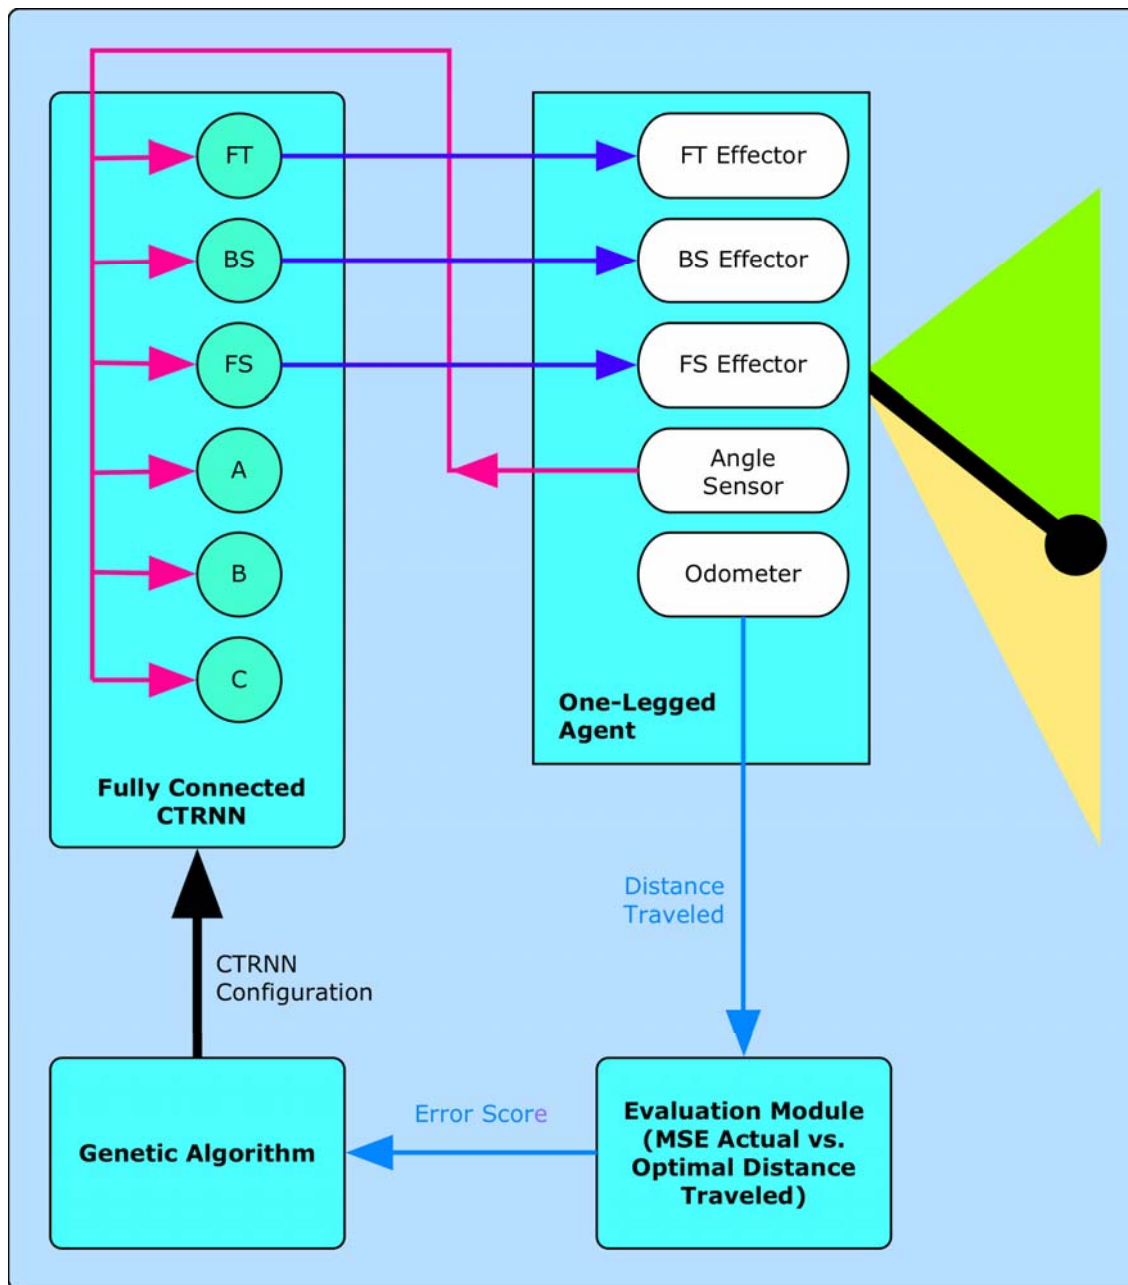 FT
BS
FS
A
B
C
Fully Connected
CTRNN
FT Effector
BS Effector
FS Effector
Angle
Sensor
Odometer
One-Legged
Agent
Distance
Traveled
CTRNN
Configuration
Genetic Algorithm
Error Score
Evaluation Module
(MSE Actual vs.
Optimal Distance
Traveled)